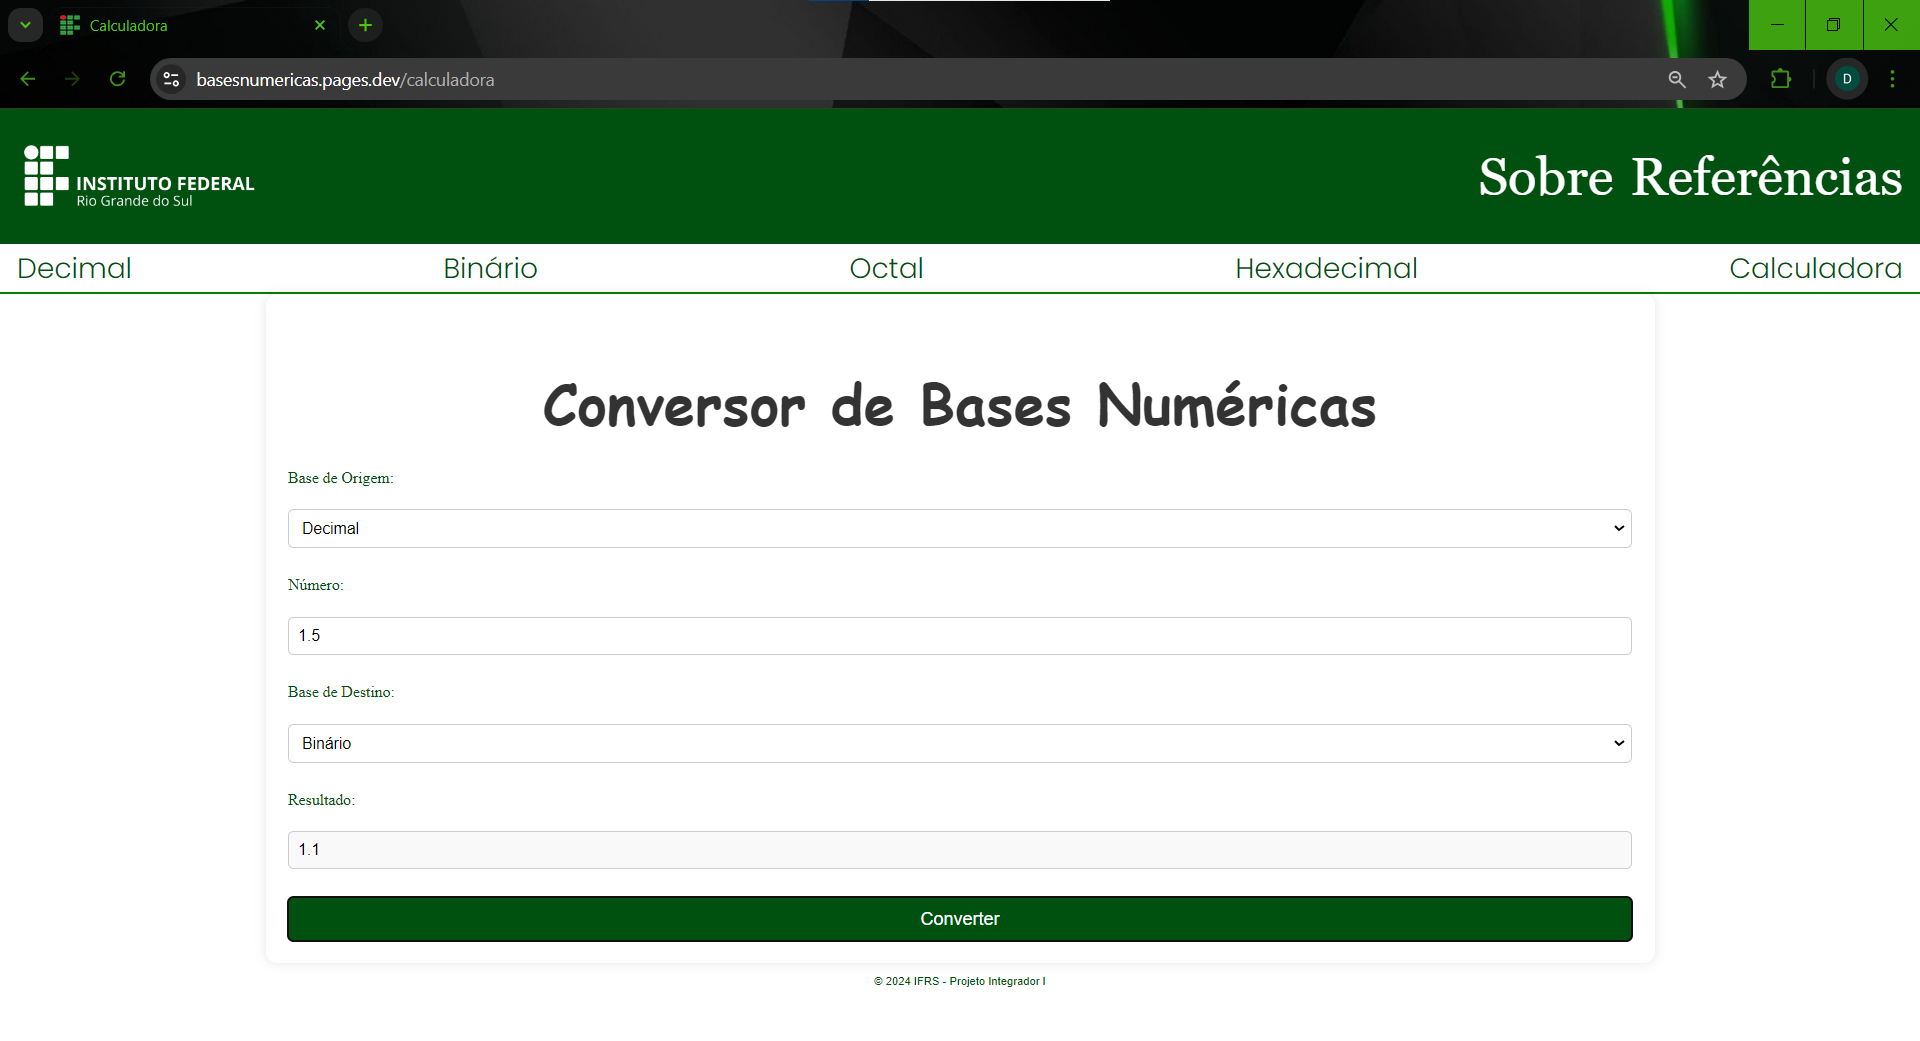 Calculadora
basesnumericas.pages.dev/calculadora
D
INSTITUTO FEDERAL
Rio Grande do Sul
Sobre Referências
Decimal Binário Octal Hexadecimal Calculadora
Conversor de Bases Numéricas
Base de Origem:
Decimal
Número:
1.5
Base de Destino:
Binário
Resultado:
1.1
Converter
© 2024 IFRS - Projeto Integrador I